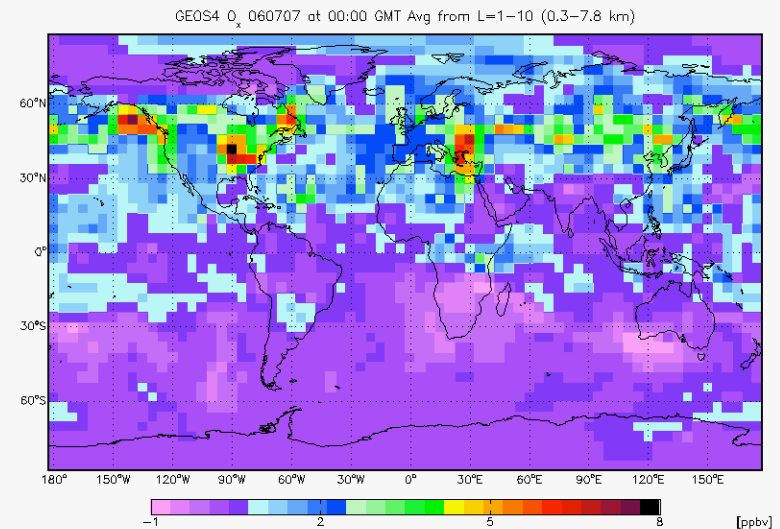 GEOS4 Oₓ 060707 at 00:00 GMT Avg from L=1-10 (0.3-7.8 km)
60°N
30°N
0°
30°S
60°S
180° 150°W 120°W 90°W 60°W 30°W 0° 30°E 60°E 90°E 120°E 150°E
-1 2 5 8 [ppbv]